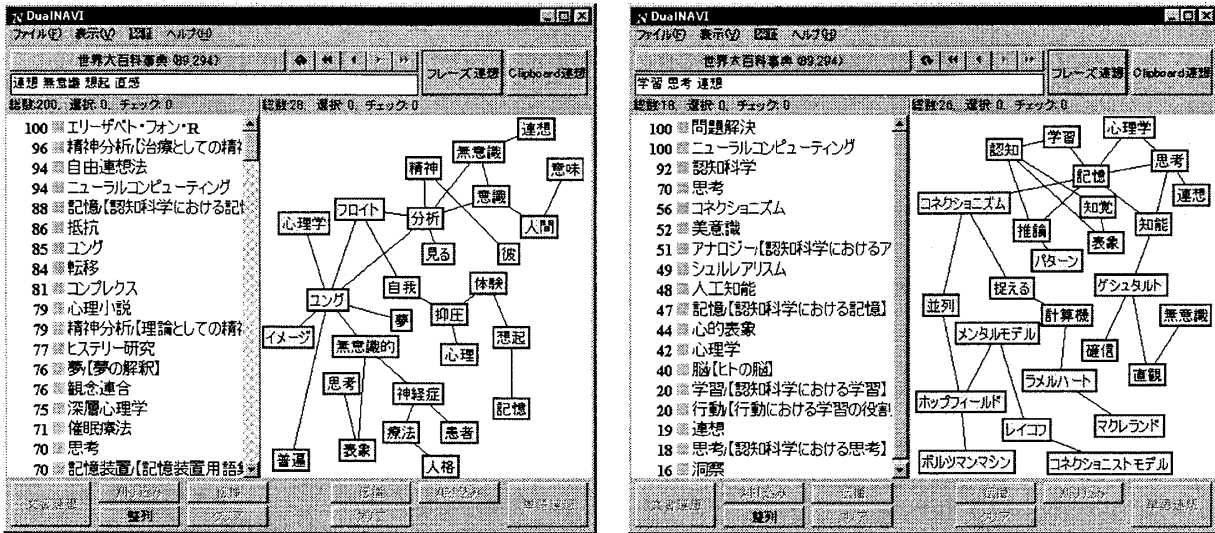 DualNAVI
ファイル(F) 表示(V) 認証 ヘルプ(H)
世界大百科事典 (89,294)
フレーズ連想
Clipboard連想
連想 無意識 想起 直感
総数:200, 選択: 0, チェック: 0
総数:28, 選択: 0, チェック: 0
100 エリーザベト・フォン・R
96 精神分析/【治療としての精神
94 自由連想法
94 ニューラルコンピューティング
88 記憶/【認知科学における記憶
86 抵抗
85 ユング
84 転移
81 コンプレクス
79 心理小説
79 精神分析/【理論としての精神
77 ヒステリー研究
76 夢/【夢の解釈】
76 観念連合
75 深層心理学
71 催眠療法
70 思考
70 記憶装置/【記憶装置用語集
連想
無意識
精神
意味
意識
フロイト
分析
心理学
人間
見る
彼
自我
体験
ユング
抑圧
夢
イメージ
想起
無意識的
心理
思考
神経症
記憶
療法
患者
表象
普遍
人格
整列
DualNAVI
ファイル(F) 表示(V) 認証 ヘルプ(H)
世界大百科事典 (89,294)
フレーズ連想
Clipboard連想
学習 思考 連想
総数:18, 選択: 0, チェック: 0
総数:26, 選択: 0, チェック: 0
100 問題解決
100 ニューラルコンピューティング
92 認知科学
70 思考
56 コネクショニズム
52 美意識
51 アナロジー/【認知科学におけるア
49 シュルレアリスム
48 人工知能
47 記憶/【認知科学における記憶】
44 心的表象
42 心理学
40 脳/【ヒトの脳】
20 学習/【認知科学における学習】
20 行動/【行動における学習の役割
19 連想
18 思考/【認知科学における思考】
16 洞察
心理学
学習
認知
思考
記憶
連想
コネクショニズム
知覚
知能
推論
表象
パターン
ゲシュタルト
捉える
並列
計算機
無意識
メンタルモデル
確信
直観
ラメルハート
ホップフィールド
マクレランド
レイコフ
ボルツマンマシン
コネクショニストモデル
整列